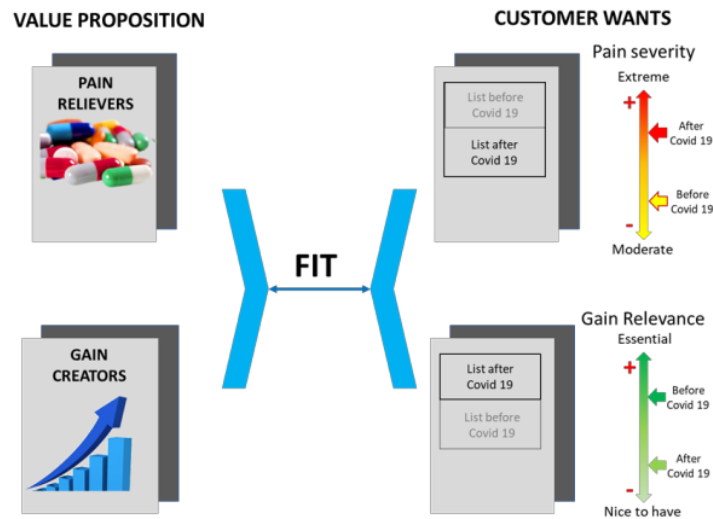 VALUE PROPOSITION
CUSTOMER WANTS
PAIN
RELIEVERS
List before
Covid 19
List after
Covid 19
Pain severity
Extreme
+
After
Covid 19
Before
Covid 19
-
Moderate
FIT
GAIN
CREATORS
List after
Covid 19
List before
Covid 19
Gain Relevance
Essential
+
Before
Covid 19
After
Covid 19
-
Nice to have